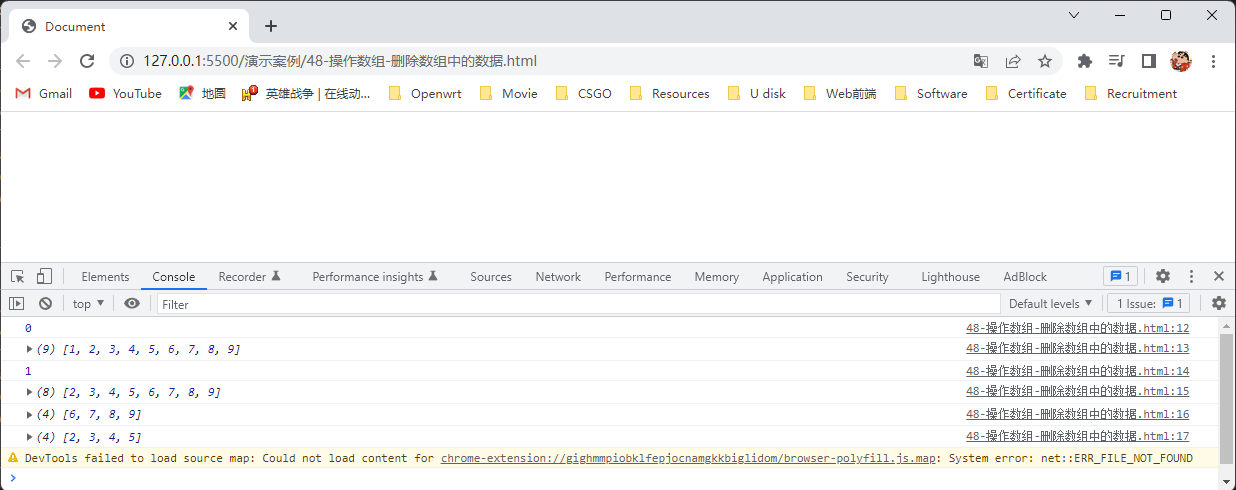 Document
127.0.0.1:5500/演示案例/48-操作数组-删除数组中的数据.html
Gmail YouTube 地图 英雄战争 | 在线动... Openwrt Movie CSGO Resources U disk Web前端 Software Certificate Recruitment
Elements Console Recorder Performance insights Sources Network Performance Memory Application Security Lighthouse AdBlock 1
top Filter Default levels 1 Issue: 1
0 48-操作数组-删除数组中的数据.html:12
(9) [1, 2, 3, 4, 5, 6, 7, 8, 9] 48-操作数组-删除数组中的数据.html:13
1 48-操作数组-删除数组中的数据.html:14
(8) [2, 3, 4, 5, 6, 7, 8, 9] 48-操作数组-删除数组中的数据.html:15
(4) [6, 7, 8, 9] 48-操作数组-删除数组中的数据.html:16
(4) [2, 3, 4, 5] 48-操作数组-删除数组中的数据.html:17
DevTools failed to load source map: Could not load content for chrome-extension://gighmmpiobklfepjocnamgkkbiglidom/browser-polyfill.js.map: System error: net::ERR_FILE_NOT_FOUND